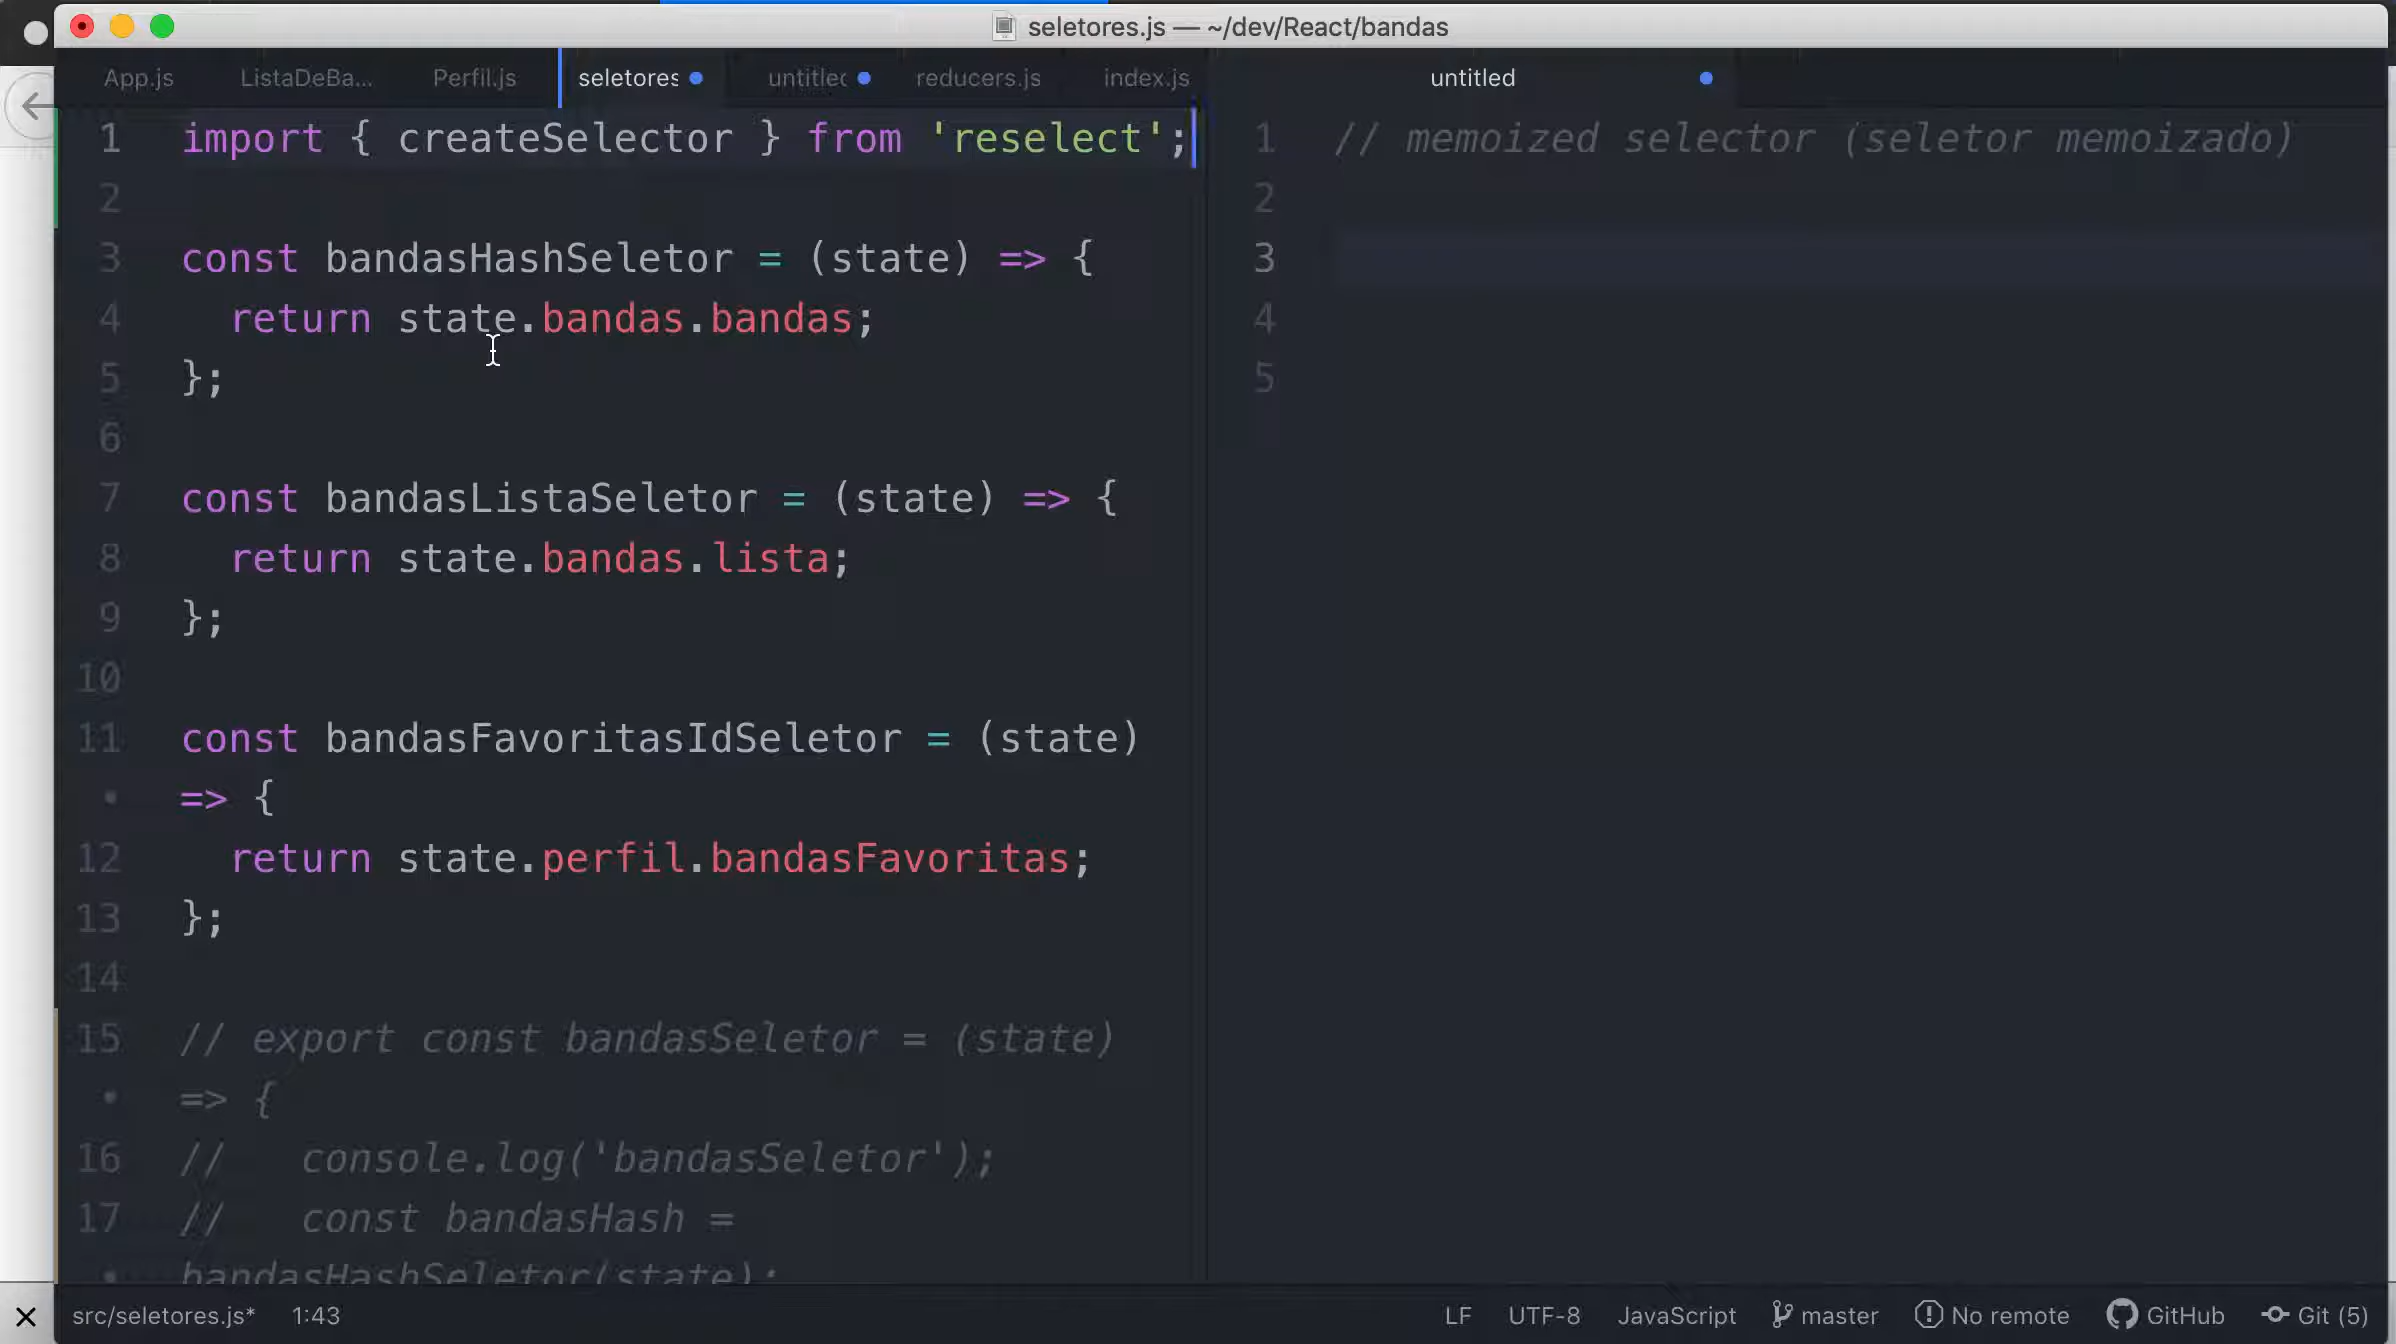 seletores.js — ~/dev/React/bandas
App.js ListaDeBa... Perfil.js seletores untitled reducers.js index.js untitled
1 import { createSelector } from 'reselect';
2
3 const bandasHashSeletor = (state) => {
4 return state.bandas.bandas;
5 };
6
7 const bandasListaSeletor = (state) => {
8 return state.bandas.lista;
9 };
10
11 const bandasFavoritasIdSeletor = (state)
• => {
12 return state.perfil.bandasFavoritas;
13 };
14
15 // export const bandasSeletor = (state)
• => {
16 // console.log('bandasSeletor');
17 // const bandasHash =
• bandasHashSeletor(state);
1 // memoized selector (seletor memoizado)
2
3
4
5
src/seletores.js* 1:43 LF UTF-8 JavaScript master No remote GitHub Git (5)